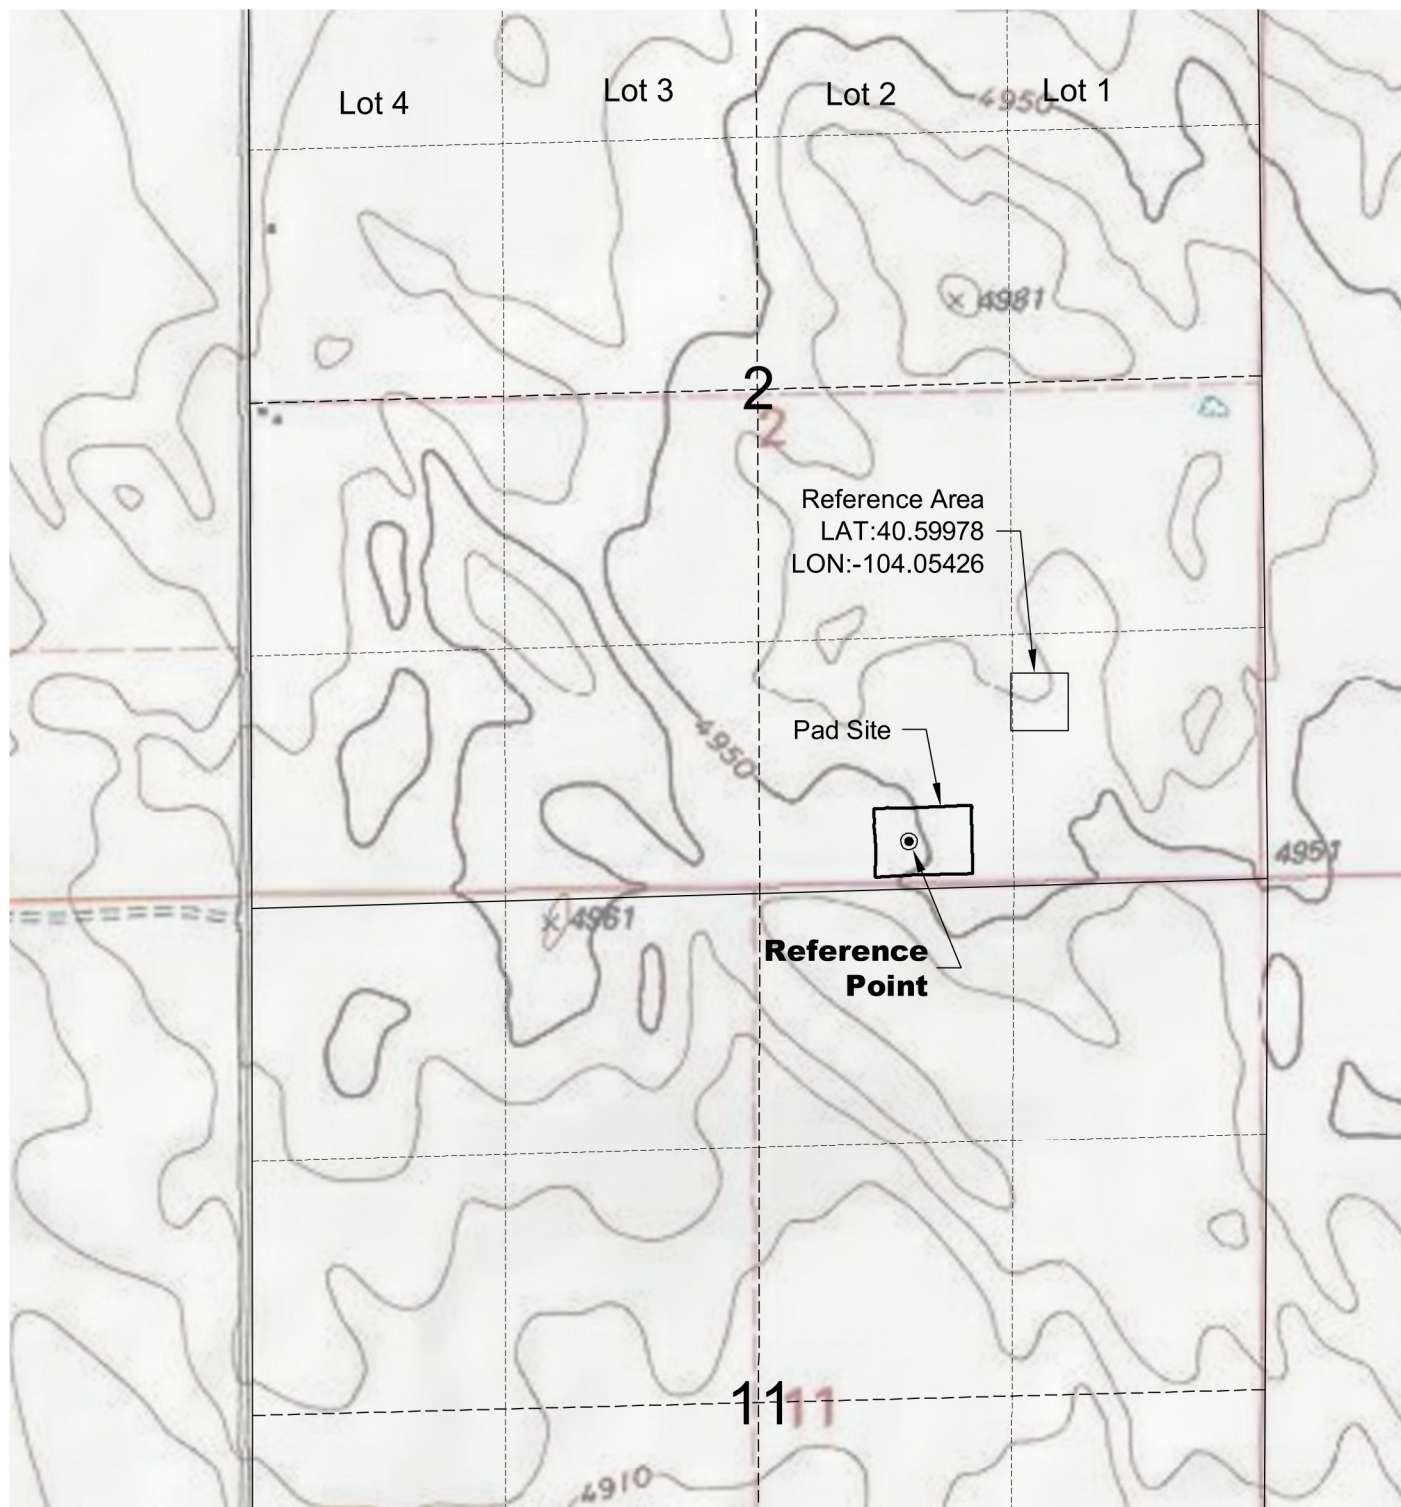 Lot 4
Lot 3
Lot 2
Lot 1
4950
4981
2
2
Reference Area
LAT:40.59978
LON:-104.05426
4950
Pad Site
4951
4961
Reference
Point
11
11
4910